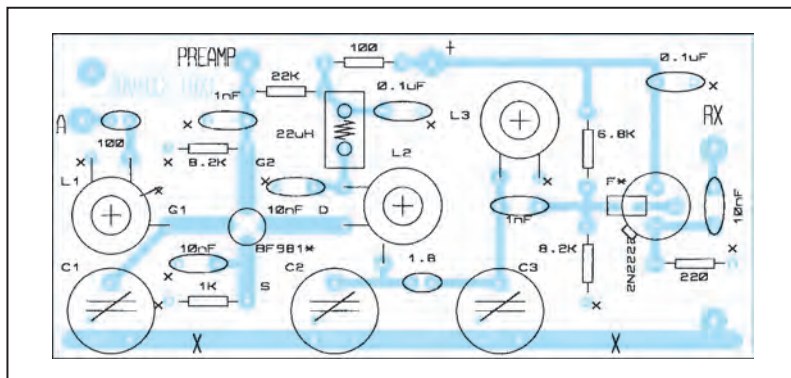 PREAMP
100
+
0.1uF
22K
0.1uF
RX
1nF
L3
A
100
22uH
6.8K
8.2K
G2
L2
L1
F*
G1
10nF
D
1nF
10nF
10nF
BF981*
8.2K
2N2222
C1
C2
1.8
C3
1K
S
220
X
X